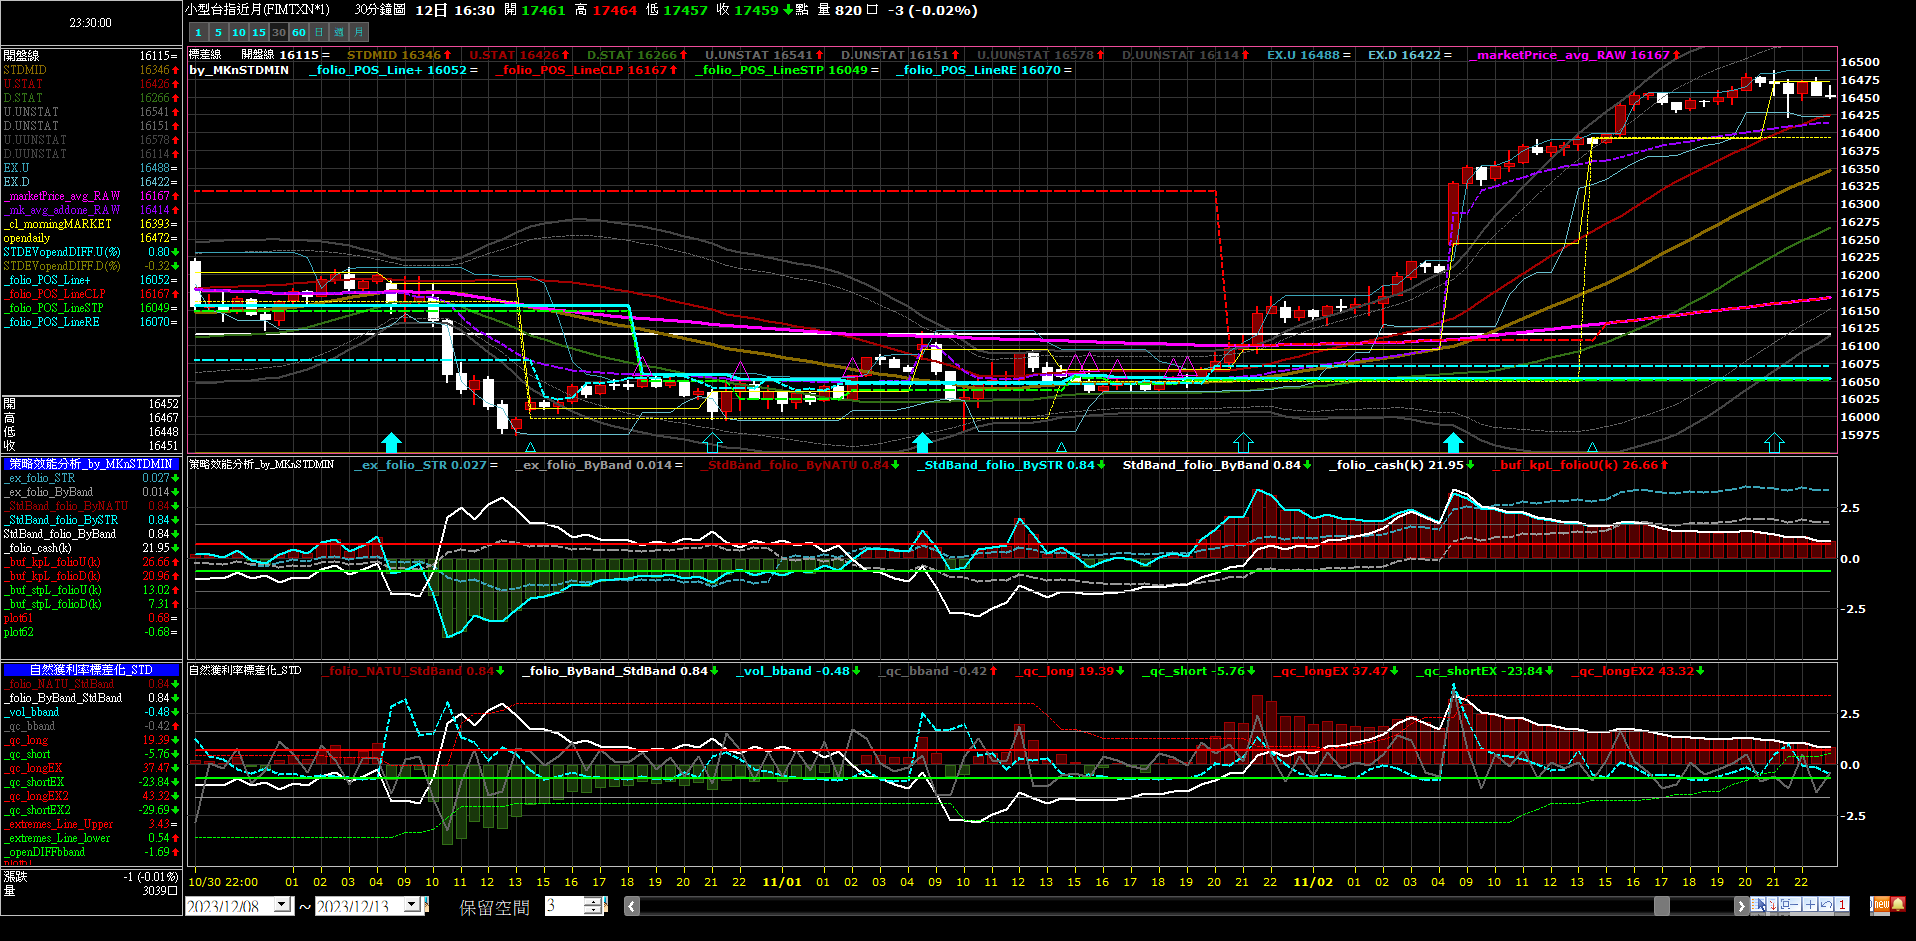 小型台指近月(FIMTXN*1) 30分鐘圖 12日 16:30 開 17461 高 17464 低 17457 收 17459 點 量 820口 -3 (-0.02%)
23:30:00
1 5 10 15 30 60 日 週 月
標差線 開盤線 16115= STDMID 16346 U.STAT 16426 D.STAT 16266 U.UNSTAT 16541 D.UNSTAT 16151 U.UUNSTAT 16578 D.UUNSTAT 16114 EX.U 16488= EX.D 16422= _marketPrice_avg_RAW 16167
by_MKnSTDMIN _folio_POS_Line+ 16052= _folio_POS_LineCLP 16167 _folio_POS_LineSTP 16049= _folio_POS_LineRE 16070=
開盤線 16115=
STDMID 16346
U.STAT 16426
D.STAT 16266
U.UNSTAT 16541
D.UNSTAT 16151
U.UUNSTAT 16578
D.UUNSTAT 16114
EX.U 16488=
EX.D 16422=
_marketPrice_avg_RAW 16167
_mk_avg_addons_RAW 16414
_cl_morningMARKET 16393=
opendaily 16472=
STDEVopendDIFF.U(%) 0.80
STDEVopendDIFF.D(%) -0.32
_folio_POS_Line+ 16052=
_folio_POS_LineCLP 16167
_folio_POS_LineSTP 16049=
_folio_POS_LineRE 16070=
開 16452
高 16467
低 16448
收 16451
16500
16475
16450
16425
16400
16375
16350
16325
16300
16275
16250
16225
16200
16175
16150
16125
16100
16075
16050
16025
16000
15975
策略效能分析_by_MKnSTDMIN
_ex_folio_STR 0.027
_ex_folio_ByBand 0.014
_StdBand_folio_ByNATU 0.84
_StdBand_folio_BySTR 0.84
StdBand_folio_ByBand 0.84
_folio_cash(k) 21.95
_buf_kpL_folioU(k) 26.66
_buf_kpL_folioD(k) 20.96
_buf_stpL_folioU(k) 13.02
_buf_stpL_folioD(k) 7.31
plot61 0.68=
plot62 -0.68=
策略效能分析_by_MKnSTDMIN _ex_folio_STR 0.027= _ex_folio_ByBand 0.014= _StdBand_folio_ByNATU 0.84 _StdBand_folio_BySTR 0.84 StdBand_folio_ByBand 0.84 _folio_cash(k) 21.95 _buf_kpL_folioU(k) 26.66
2.5
0.0
-2.5
自然獲利率標差化_STD
_folio_NATU_StdBand 0.84
_folio_ByBand_StdBand 0.84
_vol_bband -0.48
_qc_bband -0.42
_qc_long 19.39
_qc_short -5.76
_qc_longEX 37.47
_qc_shortEX -23.84
_qc_longEX2 43.32
_qc_shortEX2 -29.69
_extremes_Line_Upper 3.43=
_extremes_Line_lower 0.54
_openDIFFbband -1.69
漲跌 -1 (-0.01%)
量 3039口
自然獲利率標差化_STD _folio_NATU_StdBand 0.84 _folio_ByBand_StdBand 0.84 _vol_bband -0.48 _qc_bband -0.42 _qc_long 19.39 _qc_short -5.76 _qc_longEX 37.47 _qc_shortEX -23.84 _qc_longEX2 43.32
2.5
0.0
-2.5
10/30 22:00 01 02 03 04 09 10 11 12 13 15 16 17 18 19 20 21 22 11/01 01 02 03 04 09 10 11 12 13 15 16 17 18 19 20 21 22 11/02 01 02 03 04 09 10 11 12 13 15 16 17 18 19 20 21 22
2023/12/08 ~ 2023/12/13 保留空間 3
1 new